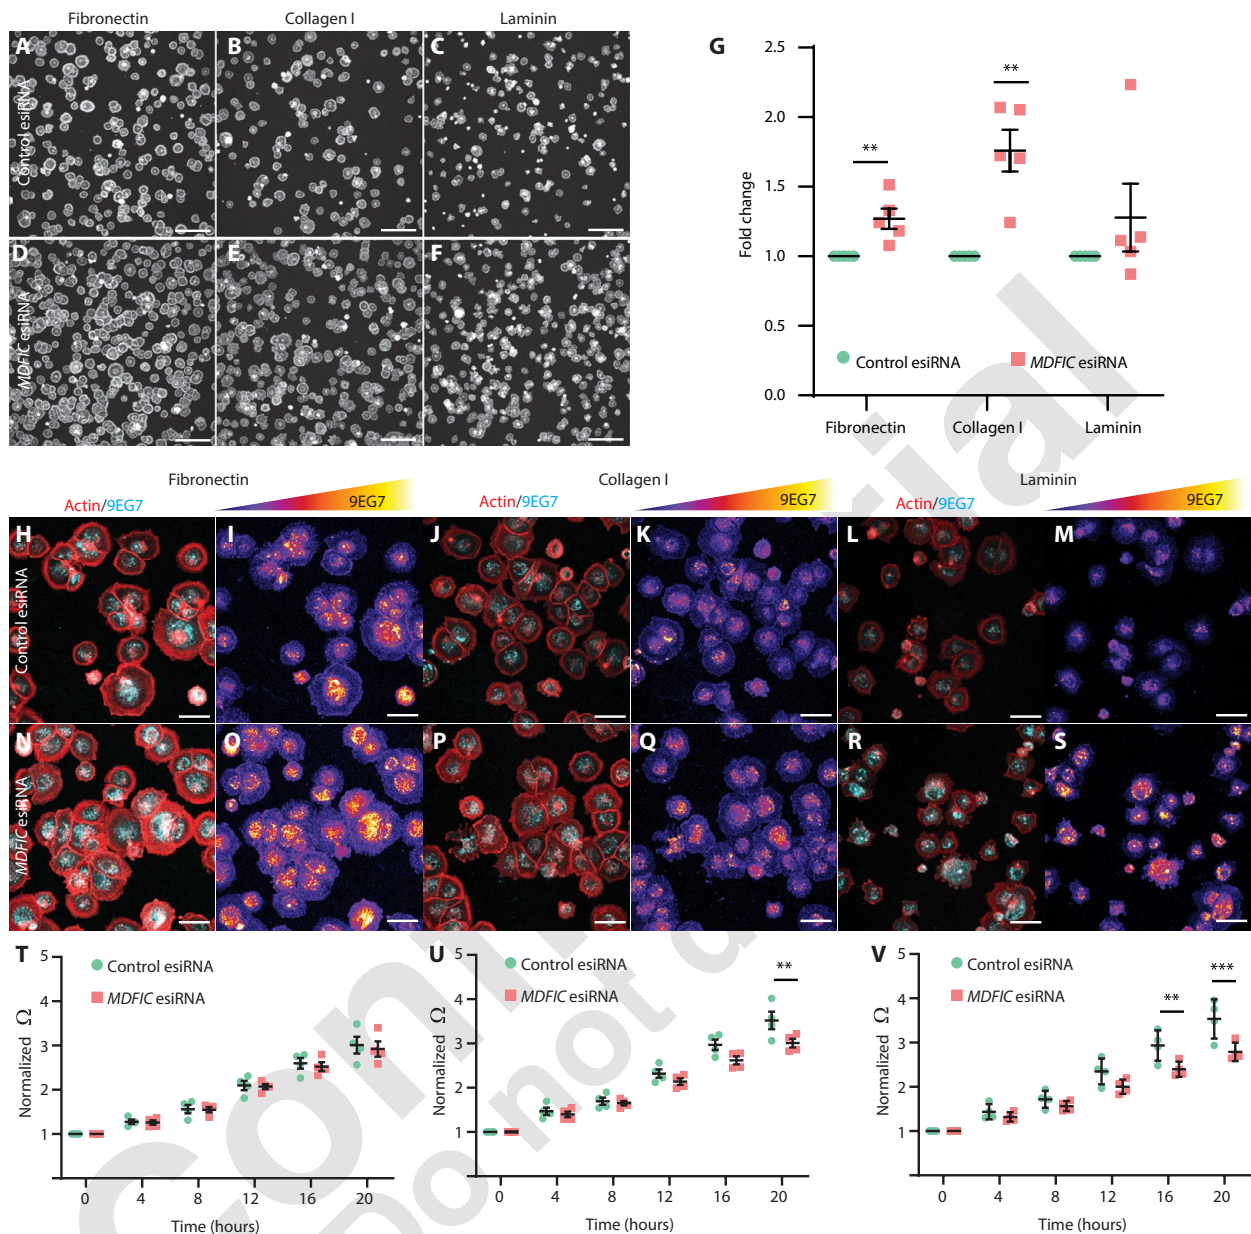 Fibronectin Collagen I Laminin
A B C
Control esiRNA
D E F
MDFIC esiRNA
G
2.5
2.0
1.5
1.0
0.5
0.0
Fold change
** **
Control esiRNA MDFIC esiRNA
Fibronectin Collagen I Laminin
Fibronectin Collagen I Laminin
Actin/9EG7 9EG7 Actin/9EG7 9EG7 Actin/9EG7 9EG7
H I J K L M
Control esiRNA
N O P Q R S
MDFIC esiRNA
T
Control esiRNA
MDFIC esiRNA
5
4
3
2
1
Normalized Ω
0 4 8 12 16 20
Time (hours)
U
Control esiRNA
MDFIC esiRNA
**
5
4
3
2
1
Normalized Ω
0 4 8 12 16 20
Time (hours)
V
Control esiRNA
MDFIC esiRNA
** ***
5
4
3
2
1
Normalized Ω
0 4 8 12 16 20
Time (hours)